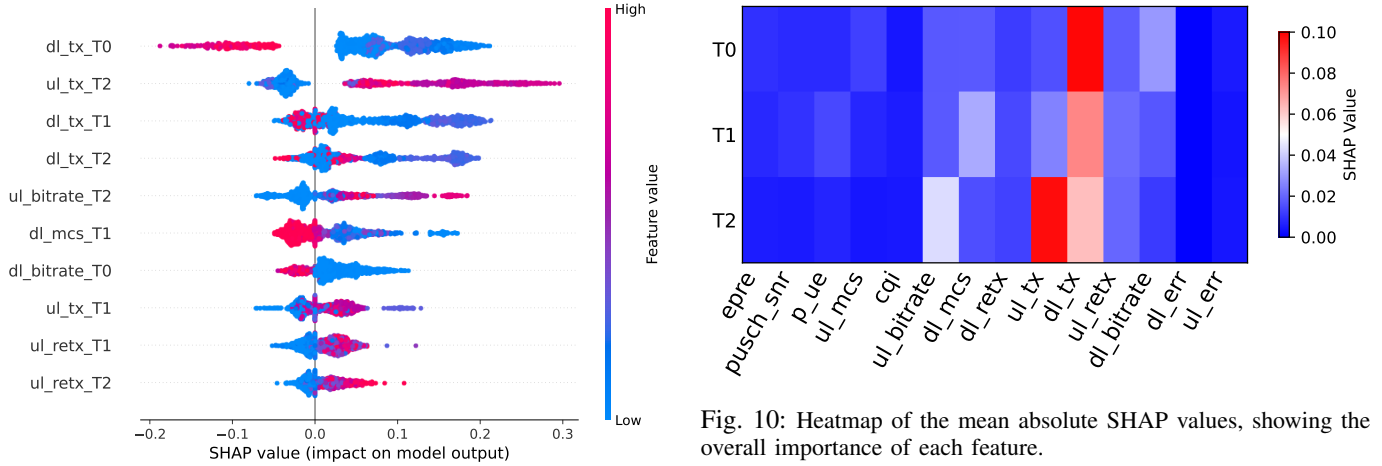 High
dl_tx_T0
ul_tx_T2
dl_tx_T1
dl_tx_T2
ul_bitrate_T2
dl_mcs_T1
dl_bitrate_T0
ul_tx_T1
ul_retx_T1
ul_retx_T2
Low
Feature value
−0.2 −0.1 0.0 0.1 0.2 0.3
SHAP value (impact on model output)
T0
T1
T2
epre
pusch_snr
p_ue
ul_mcs
cqi
ul_bitrate
dl_mcs
dl_retx
ul_tx
dl_tx
ul_retx
dl_bitrate
dl_err
ul_err
0.10
0.08
0.06
0.04
0.02
0.00
SHAP Value
Fig. 10: Heatmap of the mean absolute SHAP values, showing the
overall importance of each feature.